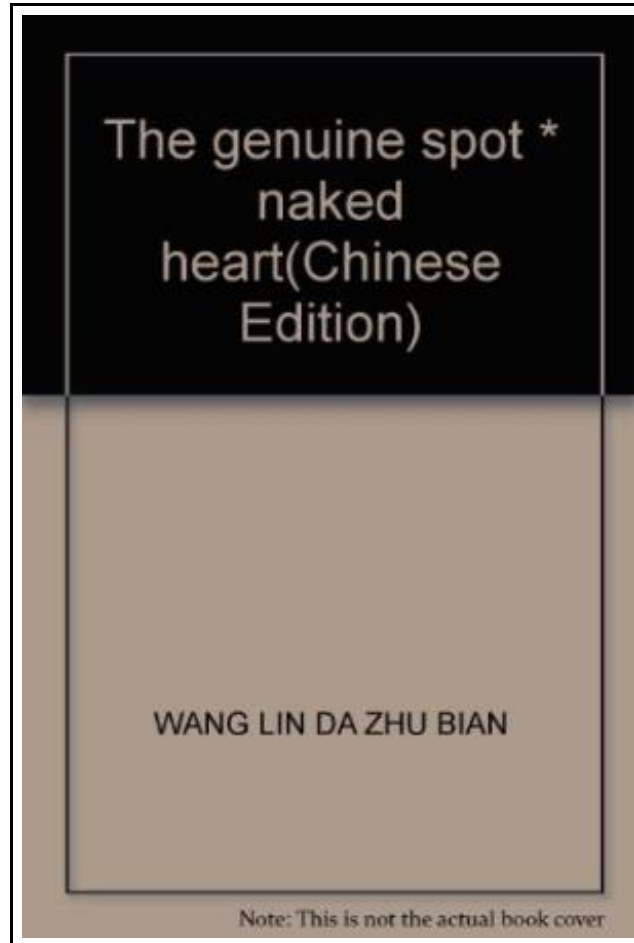 The genuine spot *
naked
heart(Chinese
Edition)
WANG LIN DA ZHU BIAN
Note: This is not the actual book cover